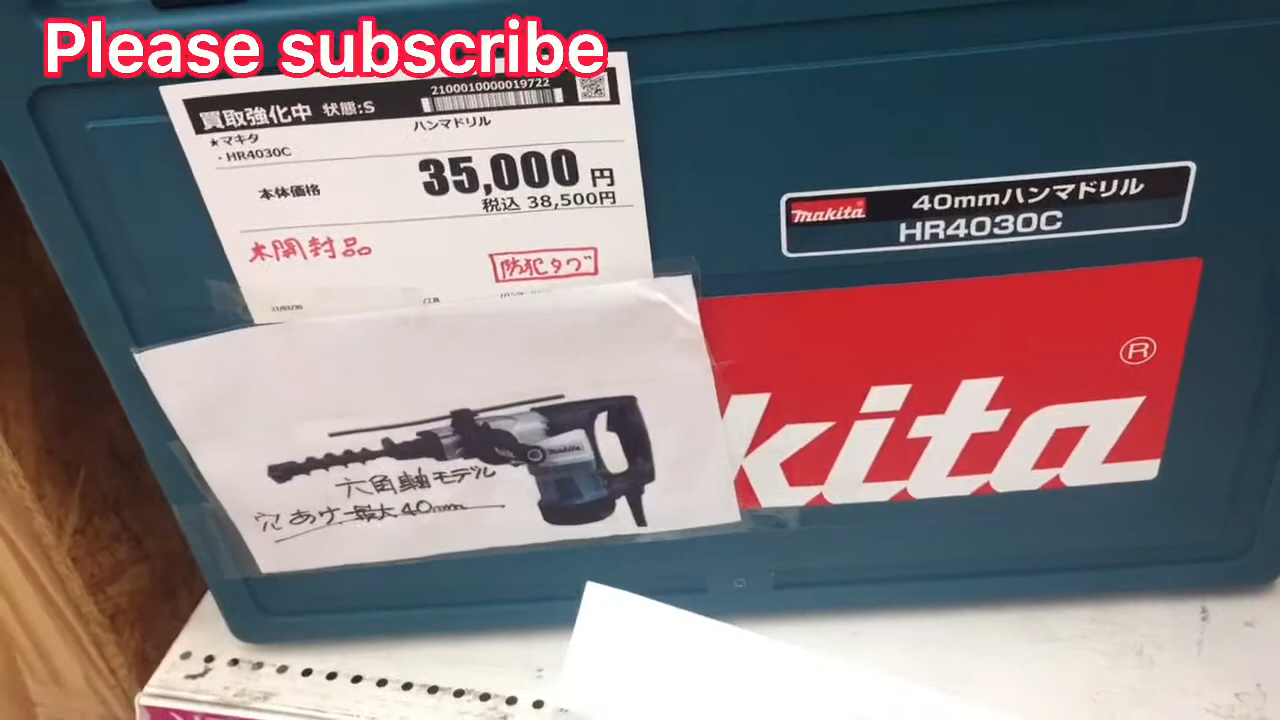 Please subscribe
買取強化中 状態:S
2100010000019722
★マキタ
ハンマドリル
・HR4030C
本体価格
35,000 円
税込 38,500円
未開封品
防犯タグ
makita
40mmハンマドリル
HR4030C
kita
®
makita
六角軸モデル
穴あけ最大40mm